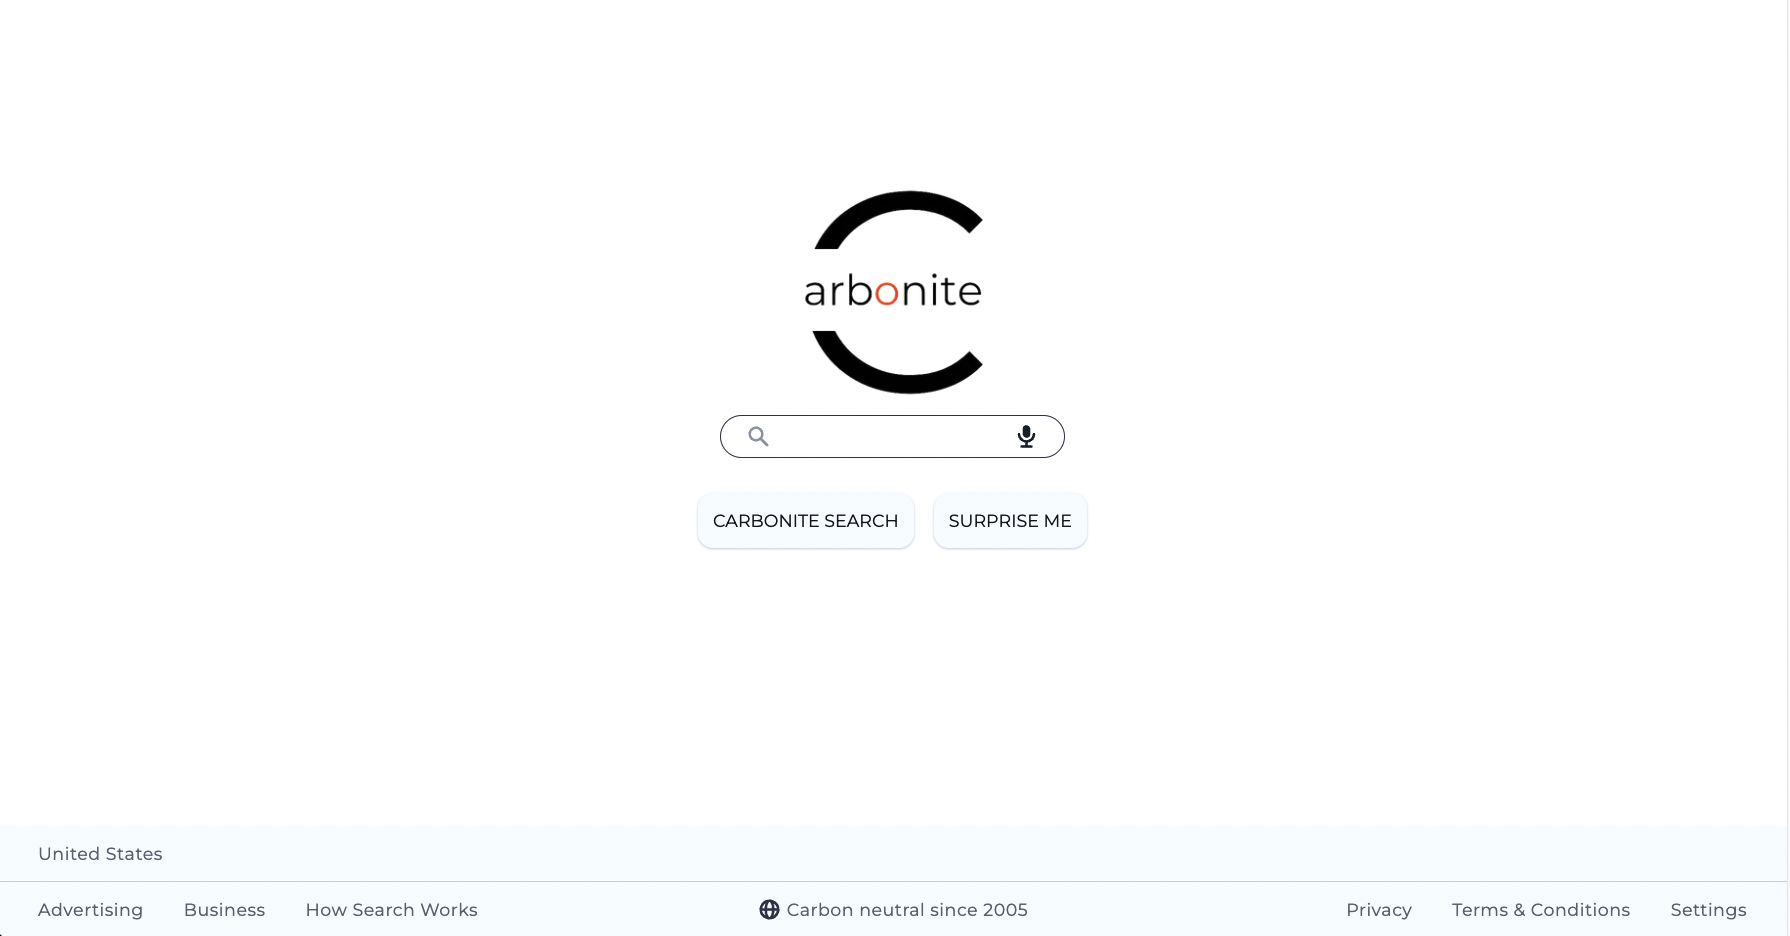 Carbonite
CARBONITE SEARCH
SURPRISE ME
United States
Advertising
Business
How Search Works
Carbon neutral since 2005
Privacy
Terms & Conditions
Settings